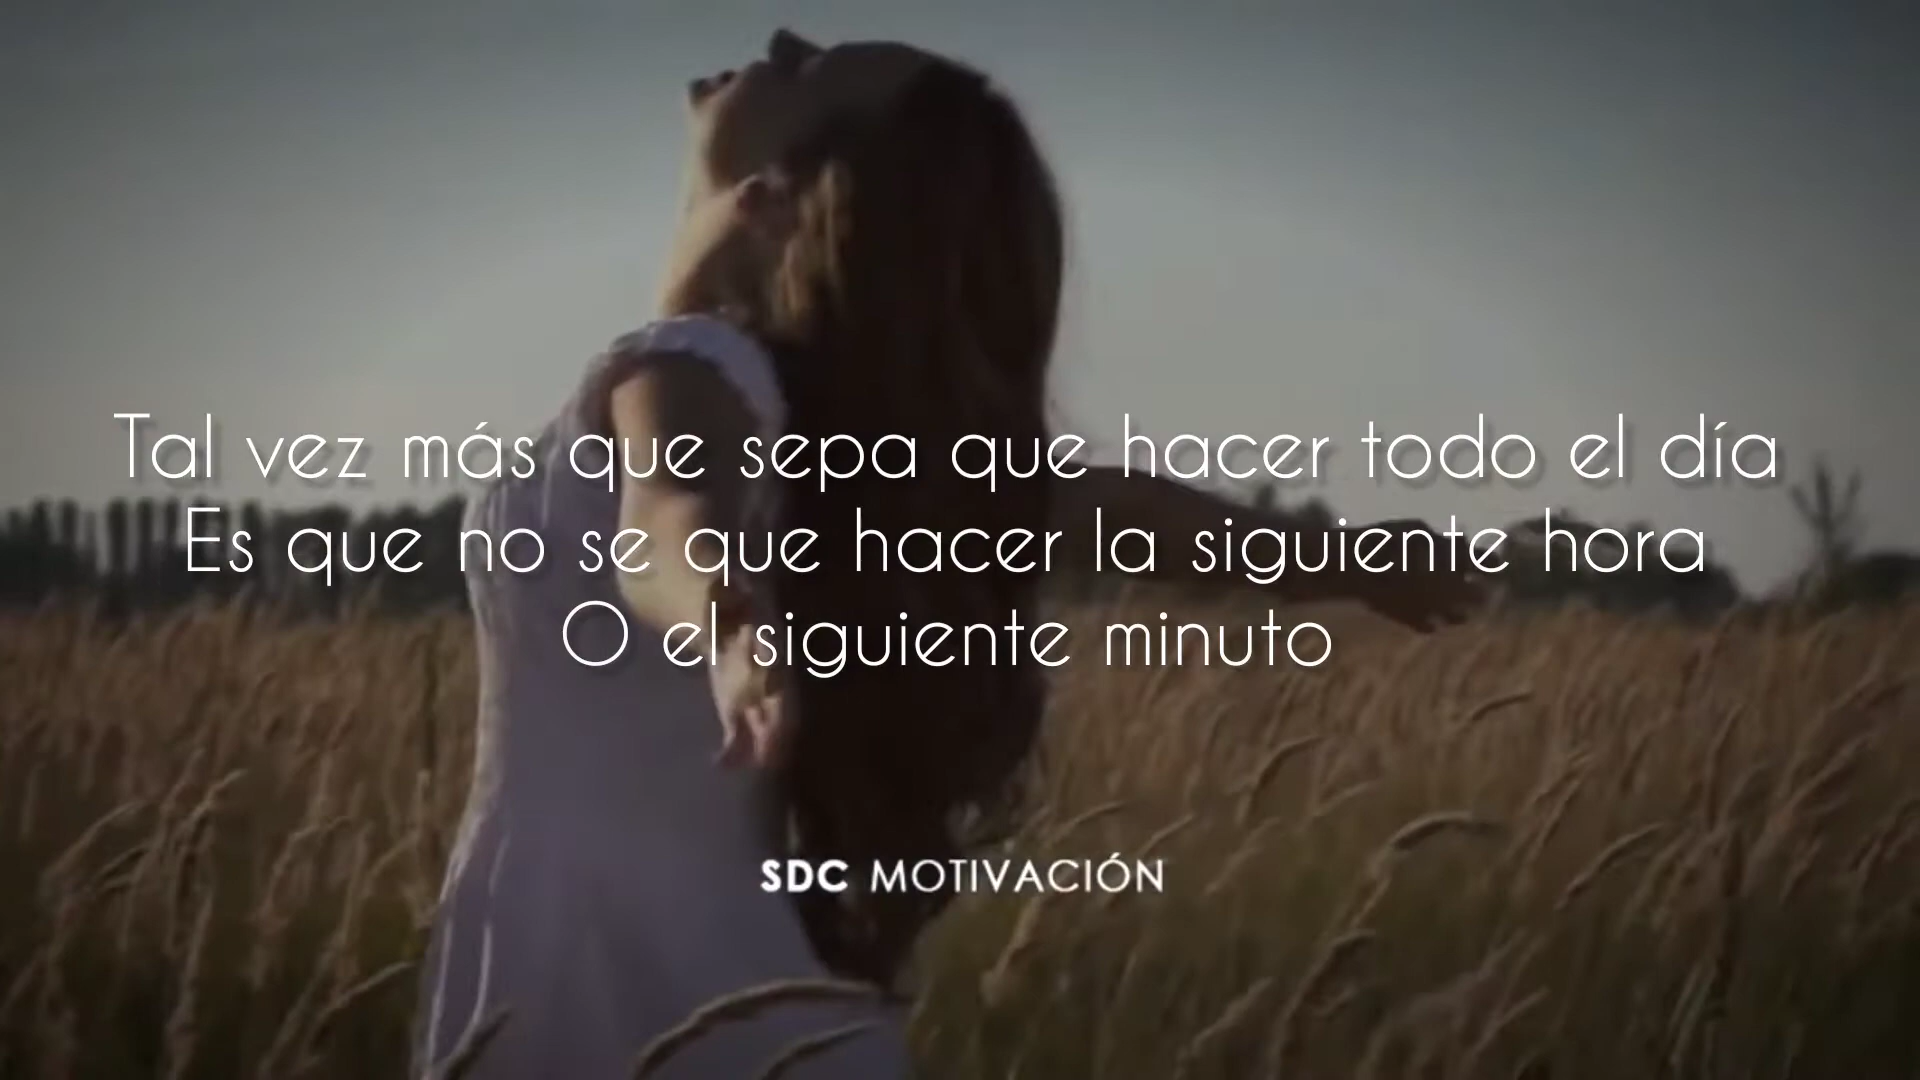 Tal vez más que sepa que hacer todo el día
Es que no se que hacer la siguiente hora
O el siguiente minuto
SDC MOTIVACIÓN